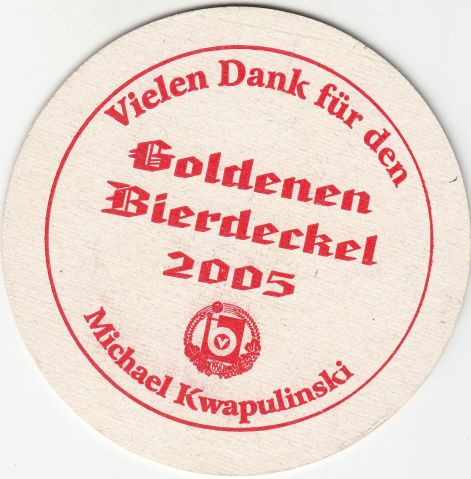 Vielen Dank für den
Goldenen
Bierdeckel
2005
b
V
Michael Kwapulinski